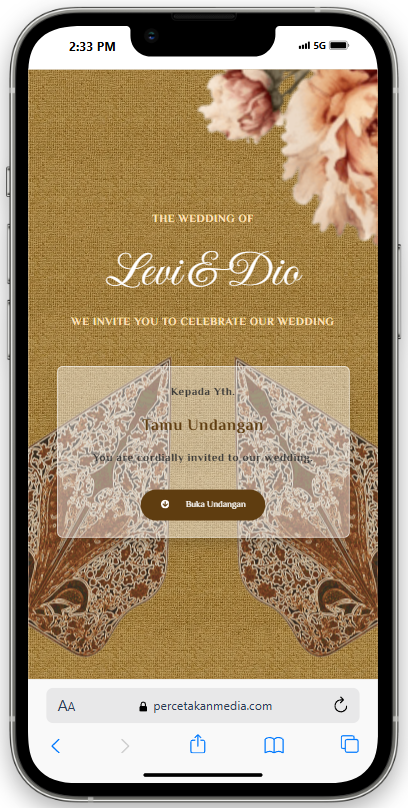 2:33 PM
5G
THE WEDDING OF
Levi & Dio
WE INVITE YOU TO CELEBRATE OUR WEDDING
Kepada Yth.
Tamu Undangan
You are cordially invited to our wedding.
Buka Undangan
AA
percetakanmedia.com